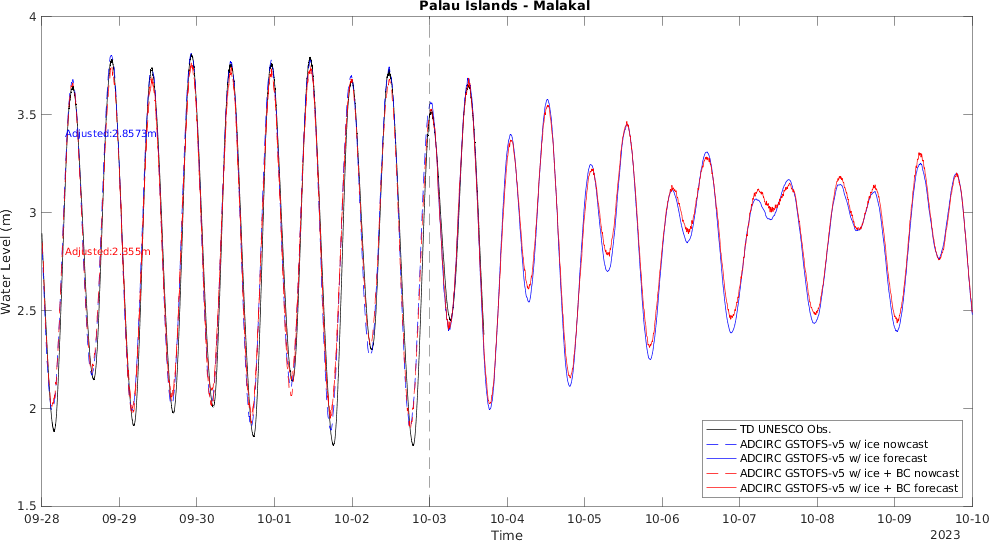 Palau Islands - Malakal
4
3.5
3
2.5
2
1.5
Water Level (m)
Adjusted:2.8573m
Adjusted:2.355m
TD UNESCO Obs.
ADCIRC GSTOFS-v5 w/ ice nowcast
ADCIRC GSTOFS-v5 w/ ice forecast
ADCIRC GSTOFS-v5 w/ ice + BC nowcast
ADCIRC GSTOFS-v5 w/ ice + BC forecast
09-28 09-29 09-30 10-01 10-02 10-03 10-04 10-05 10-06 10-07 10-08 10-09 10-10
Time
2023